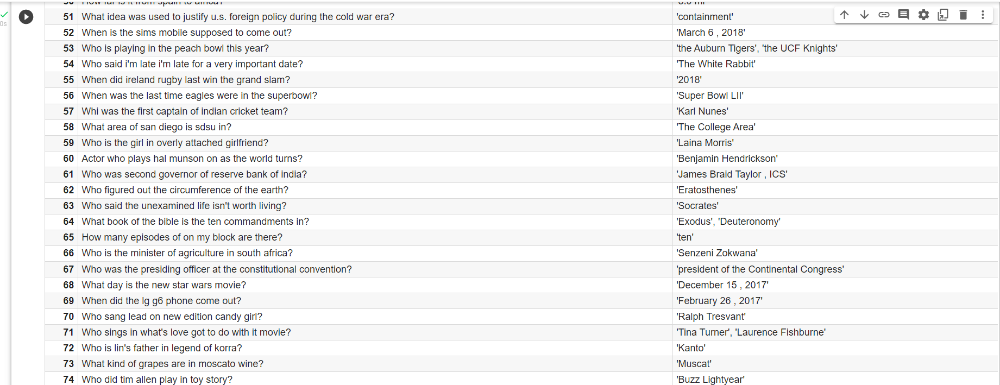 50 How far is it from spain to africa?
51 What idea was used to justify u.s. foreign policy during the cold war era? 'containment'
52 When is the sims mobile supposed to come out? 'March 6 , 2018'
53 Who is playing in the peach bowl this year? 'the Auburn Tigers', 'the UCF Knights'
54 Who said i'm late i'm late for a very important date? 'The White Rabbit'
55 When did ireland rugby last win the grand slam? '2018'
56 When was the last time eagles were in the superbowl? 'Super Bowl LII'
57 Whi was the first captain of indian cricket team? 'Karl Nunes'
58 What area of san diego is sdsu in? 'The College Area'
59 Who is the girl in overly attached girlfriend? 'Laina Morris'
60 Actor who plays hal munson on as the world turns? 'Benjamin Hendrickson'
61 Who was second governor of reserve bank of india? 'James Braid Taylor , ICS'
62 Who figured out the circumference of the earth? 'Eratosthenes'
63 Who said the unexamined life isn't worth living? 'Socrates'
64 What book of the bible is the ten commandments in? 'Exodus', 'Deuteronomy'
65 How many episodes of on my block are there? 'ten'
66 Who is the minister of agriculture in south africa? 'Senzeni Zokwana'
67 Who was the presiding officer at the constitutional convention? 'president of the Continental Congress'
68 What day is the new star wars movie? 'December 15 , 2017'
69 When did the lg g6 phone come out? 'February 26 , 2017'
70 Who sang lead on new edition candy girl? 'Ralph Tresvant'
71 Who sings in what's love got to do with it movie? 'Tina Turner', 'Laurence Fishburne'
72 Who is lin's father in legend of korra? 'Kanto'
73 What kind of grapes are in moscato wine? 'Muscat'
74 Who did tim allen play in toy story? 'Buzz Lightyear'
0s